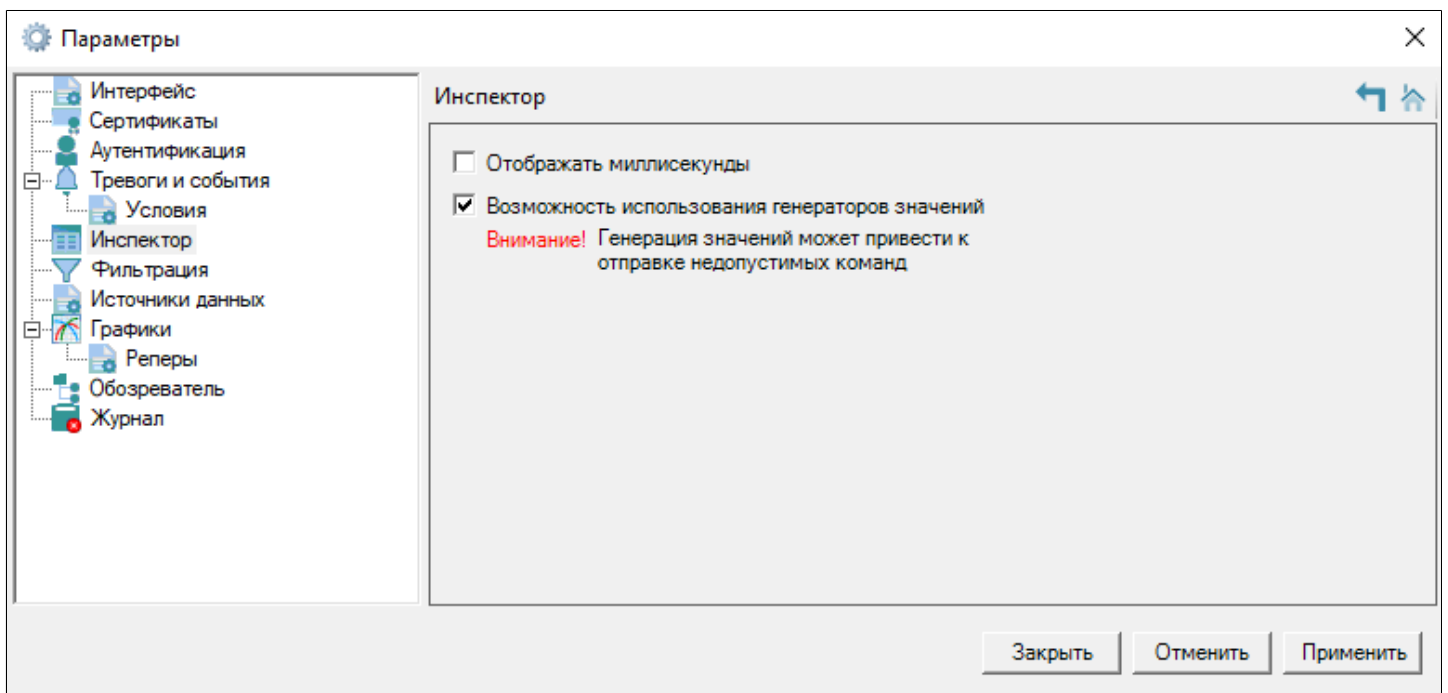 Параметры
Интерфейс
Сертификаты
Аутентификация
Тревоги и события
Условия
Инспектор
Фильтрация
Источники данных
Графики
Реперы
Обозреватель
Журнал
Инспектор
Отображать миллисекунды
Возможность использования генераторов значений
Внимание! Генерация значений может привести к
отправке недопустимых команд
Закрыть Отменить Применить